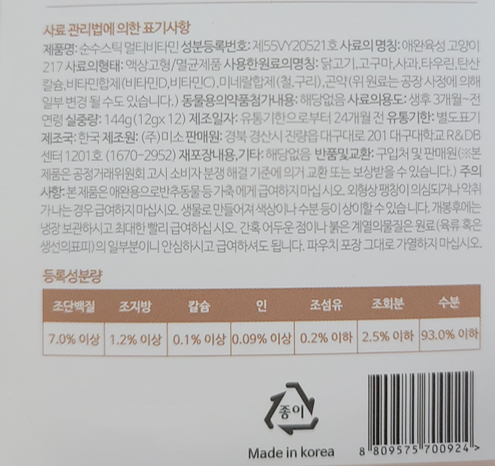 사료 관리법에 의한 표기사항
제품명: 순수스틱 멀티비타민 성분등록번호: 제55VY20521호 사료의 명칭: 애완육성 고양이
217 사료의형태: 액상고형/멸균제품 사용한원료의명칭: 닭고기,고구마,사과,타우린,탄산
칼슘,비타민합제(비타민D,비타민C), 미네랄합제(철,구리), 곤약(위 원료는 공장 사정에 의해
일부 변경 될 수도 있습니다.) 동물용의약품첨가내용: 해당없음 사료의용도: 생후 3개월~전
연령 실중량: 144g (12g x 12) 제조일자: 유통기한으로부터 24개월 전 유통기한: 별도표기
제조국: 한국 제조원: (주)미소 판매원: 경북 경산시 진량읍 대구대로 201 대구대학교 R&DB
센터 1201호 (1670-2952) 재포장내용,기타: 해당없음 반품및교환: 구입처 및 판매원(※본
제품은 공정거래위원회 고시 소비자 분쟁 해결 기준에 의거 교환 또는 보상받을 수 있습니다.) 주의
사항: 본 제품은 애완용으로 반추동물 등 가축에게 급여하지 마십시오. 외형상 팽창이 의심되거나 악취
가 나는 경우 급여하지 마십시오. 생물로 만들어져 색상이나 수분 등이 상이할 수 있습니다, 개봉후에는
냉장 보관하시고 최대한 빨리 급여하십시오. 간혹 어두운 점이나 붉은 계열의물질은 원료 (육류 혹은
생선의표피)의 일부분이니 안심하시고 급여하셔도 됩니다. 파우치 포장 그대로 가열하지 마십시오.
등록성분량
조단백질 조지방 칼슘 인 조섬유 조회분 수분
7.0% 이상 1.2% 이상 0.1% 이상 0.09% 이상 0.2% 이하 2.5% 이하 93.0% 이하
종이
Made in korea
8 809575 700924 >